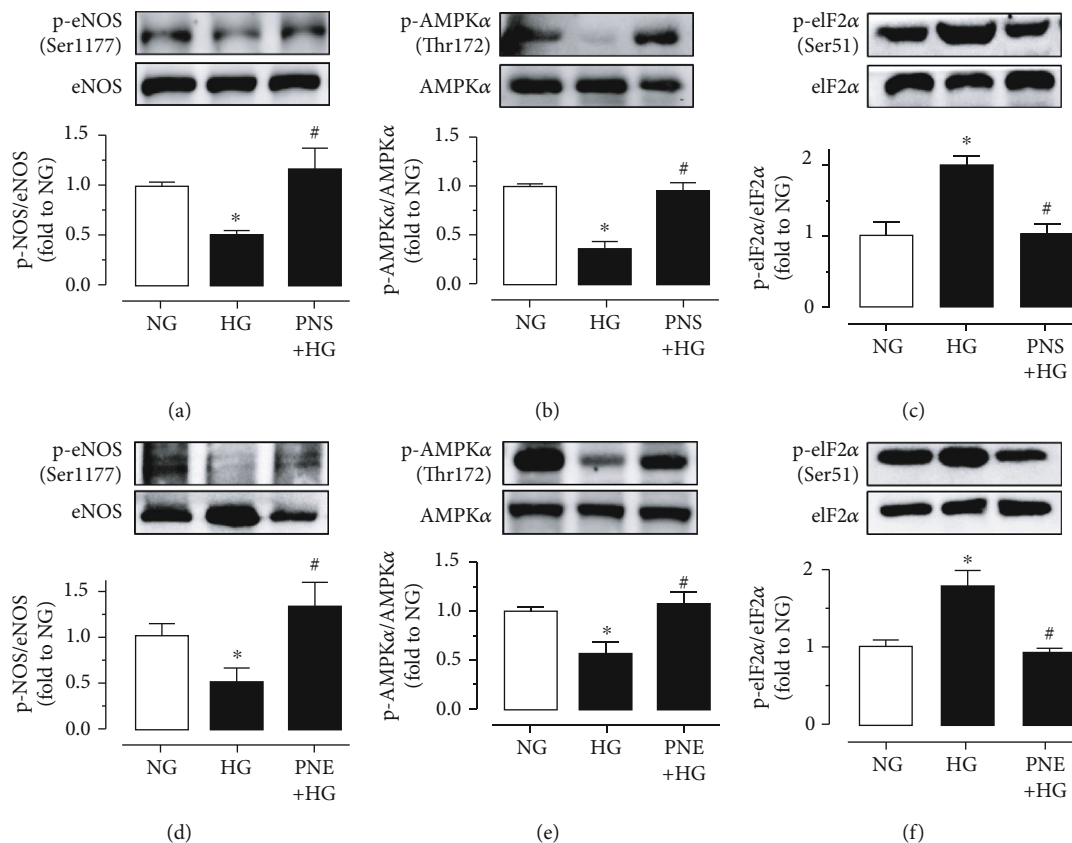 p-eNOS
(Ser1177)
eNOS
p-NOS/eNOS
(fold to NG)
1.5
1.0
0.5
0.0
*
#
NG
HG
PNS
+HG
(a)
p-AMPKα
(Thr172)
AMPKα
p-AMPKα/AMPKα
(fold to NG)
1.5
1.0
0.5
0.0
*
#
NG
HG
PNS
+HG
(b)
p-eIF2α
(Ser51)
eIF2α
p-eIF2α/eIF2α
(fold to NG)
2
1
0
*
#
NG
HG
PNS
+HG
(c)
p-eNOS
(Ser1177)
eNOS
p-NOS/eNOS
(fold to NG)
1.5
1.0
0.5
0.0
*
#
NG
HG
PNE
+HG
(d)
p-AMPKα
(Thr172)
AMPKα
p-AMPKα/AMPKα
(fold to NG)
1.5
1.0
0.5
0.0
*
#
NG
HG
PNE
+HG
(e)
p-eIF2α
(Ser51)
eIF2α
p-eIF2α/eIF2α
(fold to NG)
2
1
0
*
#
NG
HG
PNE
+HG
(f)